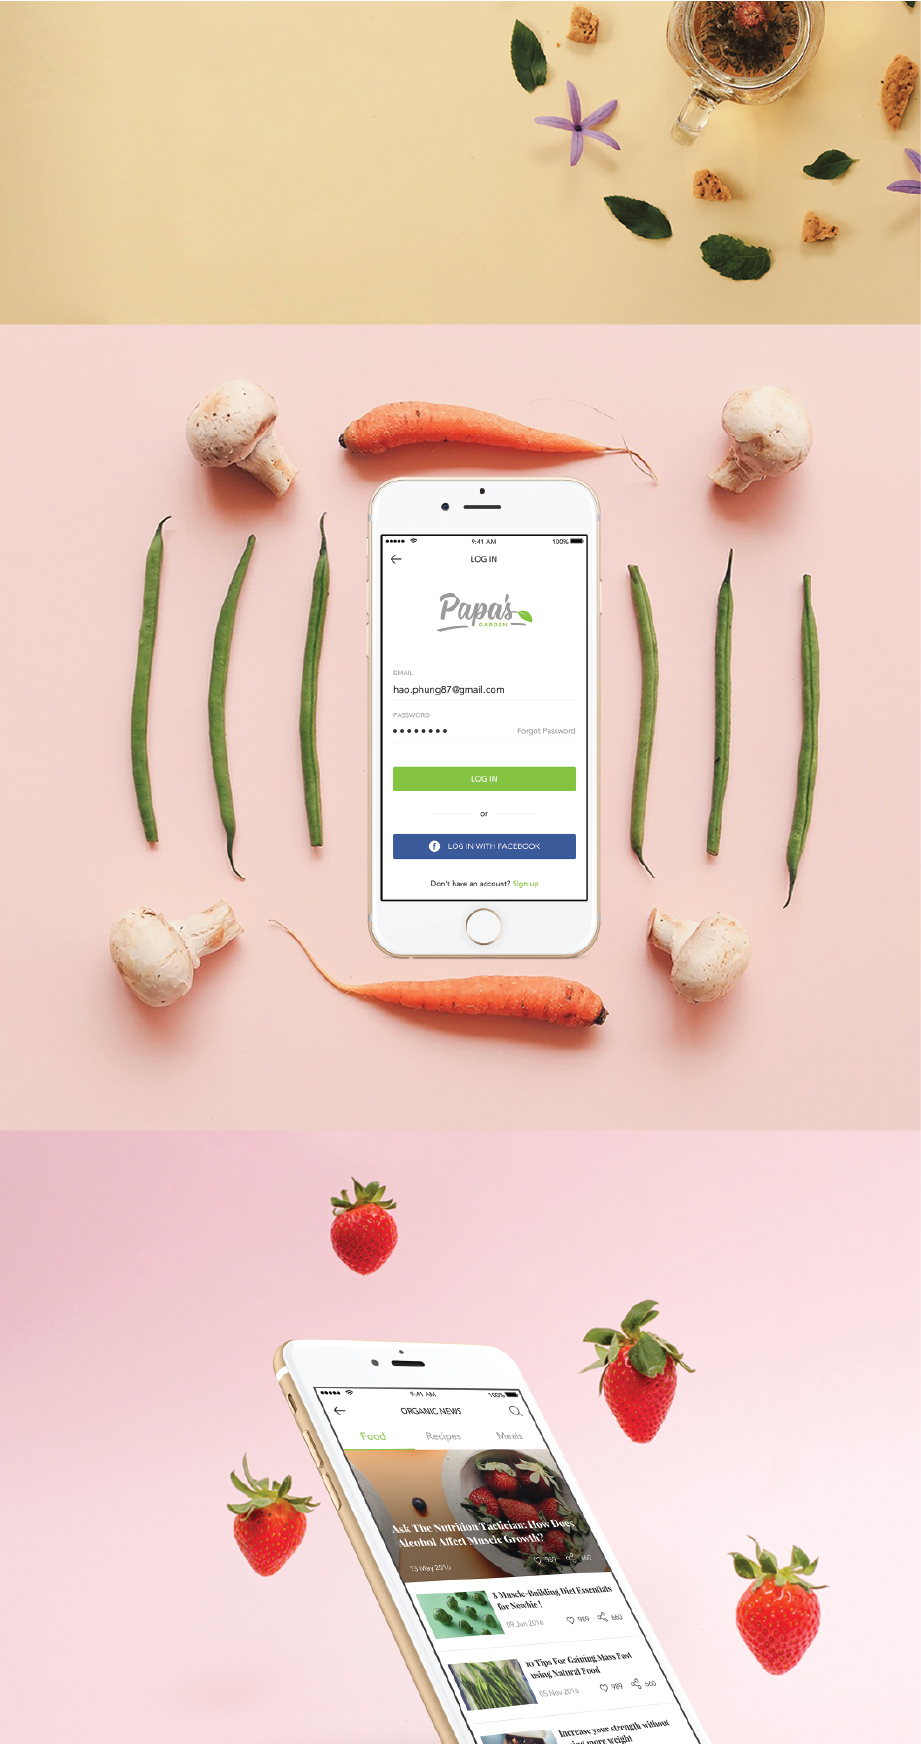 9:41 AM 100%
LOG IN
Papa's
GARDEN
EMAIL
hao.phung87@gmail.com
PASSWORD
Forgot Password
LOG IN
or
f LOG IN WITH FACEBOOK
Don't have an account? Sign up
9:41 AM 100%
ORGANIC NEWS
Food Recipes Meals
Ask The Nutrition Tactician: How Does
Alcohol Affect Muscle Growth?
13 May 2016 989 660
8 Muscle-Building Diet Essentials
for Newbie !
09 Jun 2016 989 660
10 Tips For Gaining Mass Fast
using Natural Food
05 Nov 2016 989 660
Increase your strength without
more weight